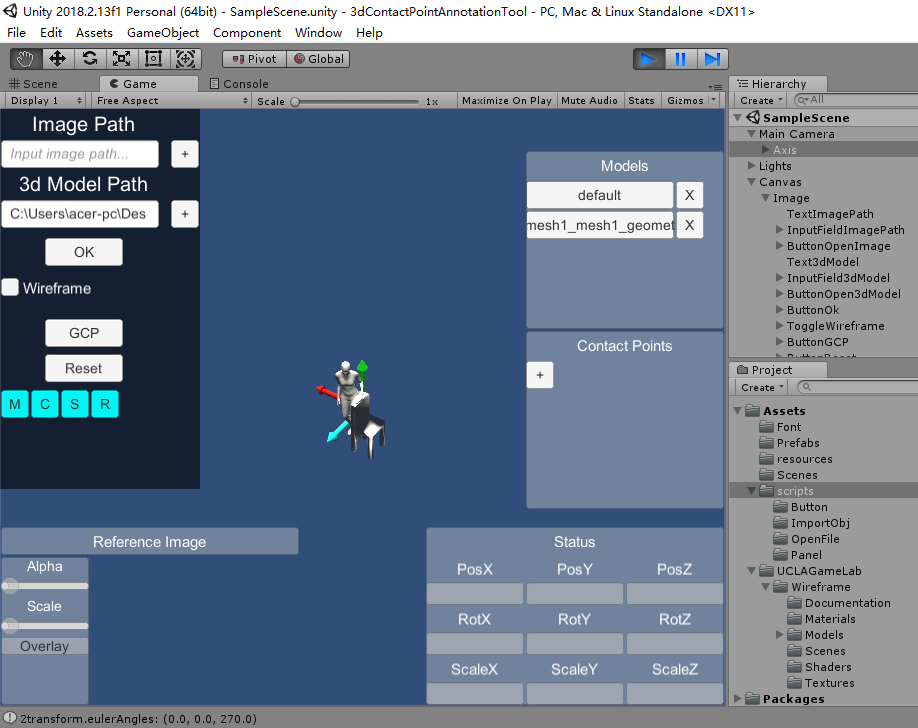 Unity 2018.2.13f1 Personal (64bit) - SampleScene.unity - 3dContactPointAnnotationTool - PC, Mac & Linux Standalone <DX11>
File Edit Assets GameObject Component Window Help
Pivot Global
Scene Game Console
Display 1 Free Aspect Scale 1x Maximize On Play Mute Audio Stats Gizmos
Image Path
Input image path...
+
3d Model Path
C:\Users\acer-pc\Des
+
OK
Wireframe
GCP
Reset
M C S R
Models
default X
mesh1_mesh1_geomet X
Contact Points
+
Reference Image
Alpha
Scale
Overlay
Status
PosX PosY PosZ
RotX RotY RotZ
ScaleX ScaleY ScaleZ
Hierarchy
Create All
SampleScene
Main Camera
Axis
Lights
Canvas
Image
TextImagePath
InputFieldImagePath
ButtonOpenImage
Text3dModel
InputField3dModel
ButtonOpen3dModel
ButtonOk
ToggleWireframe
ButtonGCP
Project
Create
Assets
Font
Prefabs
resources
Scenes
scripts
Button
ImportObj
OpenFile
Panel
UCLAGameLab
Wireframe
Documentation
Materials
Models
Scenes
Shaders
Textures
Packages
2transform.eulerAngles: (0.0, 0.0, 270.0)